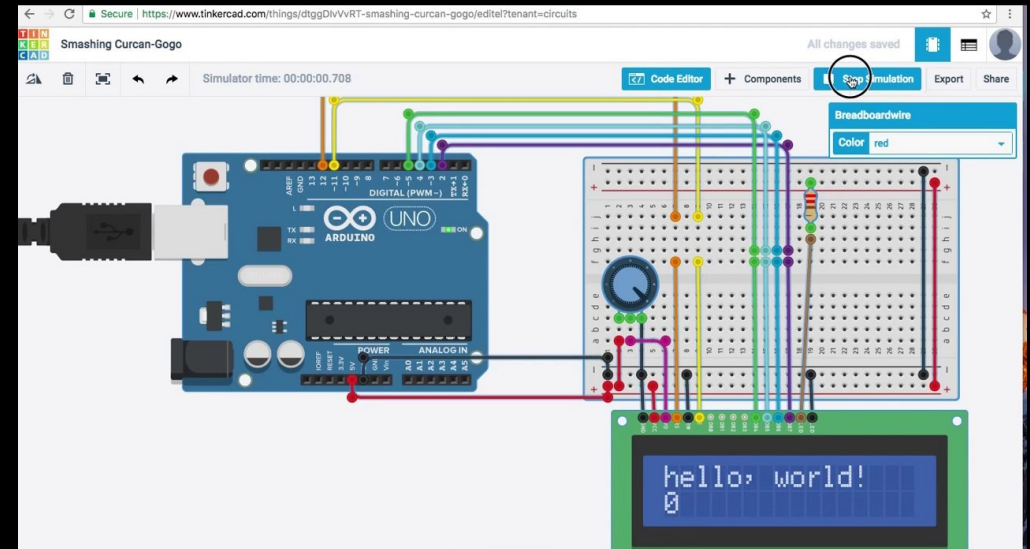 Secure | https://www.tinkercad.com/things/dtggDIvVvRT-smashing-curcan-gogo/editel?tenant=circuits
TIN
KER
CAD
Smashing Curcan-Gogo
All changes saved
Simulator time: 00:00:00.708
Code Editor
+ Components
Stop Simulation
Export
Share
Breadboardwire
Color red
AREF
GND
13
12
~11
~10
~9
8
7
~6
~5
4
~3
2
TX→1
RX←0
DIGITAL (PWM~)
L
TX
RX
UNO
ARDUINO
ON
POWER
ANALOG IN
IOREF
RESET
3.3V
5V
GND
Vin
A0
A1
A2
A3
A4
A5
hello, world!
0